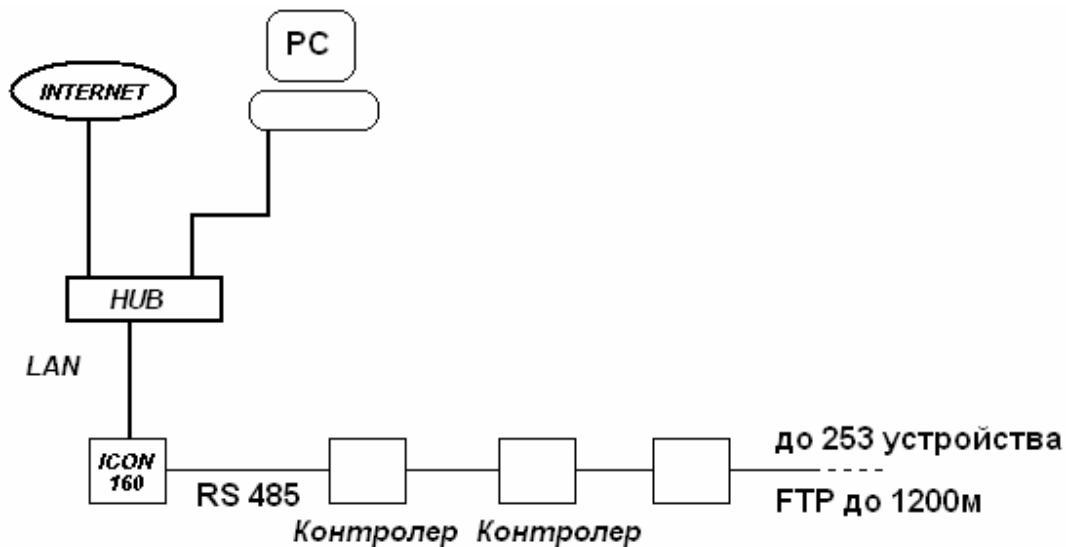 PC
INTERNET
HUB
LAN
ICON
160
RS 485
Контролер
Контролер
до 253 устройства
FTP до 1200м